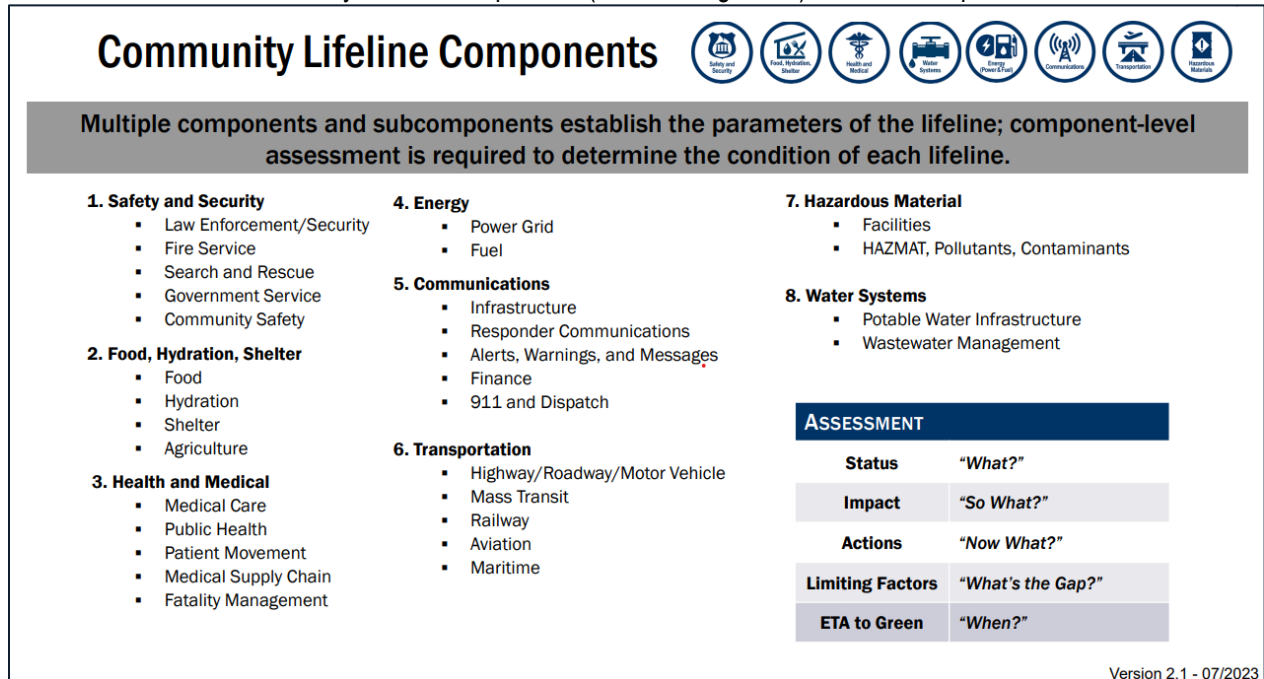 Community Lifeline Components
Safety and
Security
Food, Hydration,
Shelter
Health and
Medical
Water
Systems
Energy
(Power & Fuel)
Communications
Transportation
Hazardous
Materials
Multiple components and subcomponents establish the parameters of the lifeline; component-level
assessment is required to determine the condition of each lifeline.
1. Safety and Security
▪ Law Enforcement/Security
▪ Fire Service
▪ Search and Rescue
▪ Government Service
▪ Community Safety
2. Food, Hydration, Shelter
▪ Food
▪ Hydration
▪ Shelter
▪ Agriculture
3. Health and Medical
▪ Medical Care
▪ Public Health
▪ Patient Movement
▪ Medical Supply Chain
▪ Fatality Management
4. Energy
▪ Power Grid
▪ Fuel
5. Communications
▪ Infrastructure
▪ Responder Communications
▪ Alerts, Warnings, and Messages
▪ Finance
▪ 911 and Dispatch
6. Transportation
▪ Highway/Roadway/Motor Vehicle
▪ Mass Transit
▪ Railway
▪ Aviation
▪ Maritime
7. Hazardous Material
▪ Facilities
▪ HAZMAT, Pollutants, Contaminants
8. Water Systems
▪ Potable Water Infrastructure
▪ Wastewater Management
ASSESSMENT
Status "What?"
Impact "So What?"
Actions "Now What?"
Limiting Factors "What's the Gap?"
ETA to Green "When?"
Version 2.1 - 07/2023